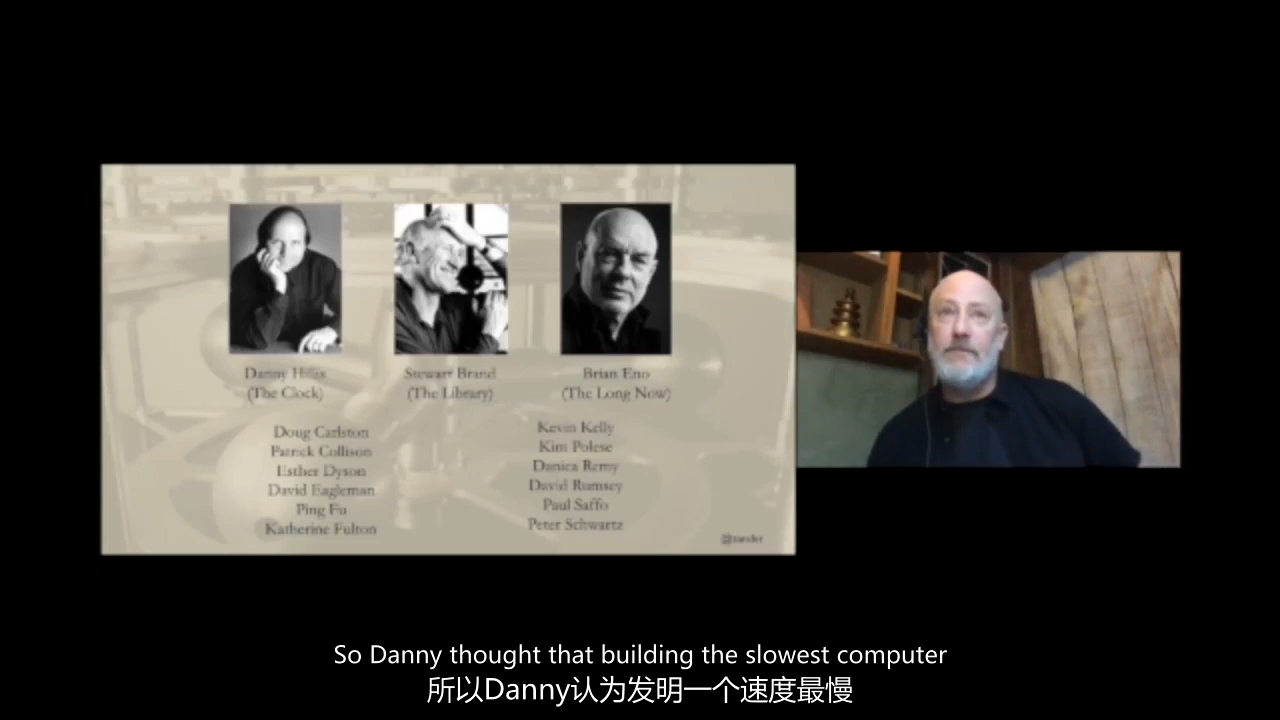 Danny Hillis
(The Clock)
Stewart Brand
(The Library)
Brian Eno
(The Long Now)
Doug Carlston
Patrick Collison
Esther Dyson
David Eagleman
Ping Fu
Katherine Fulton
Kevin Kelly
Kim Polese
Danica Remy
David Rumsey
Paul Saffo
Peter Schwartz
@zander
So Danny thought that building the slowest computer
所以Danny认为发明一个速度最慢